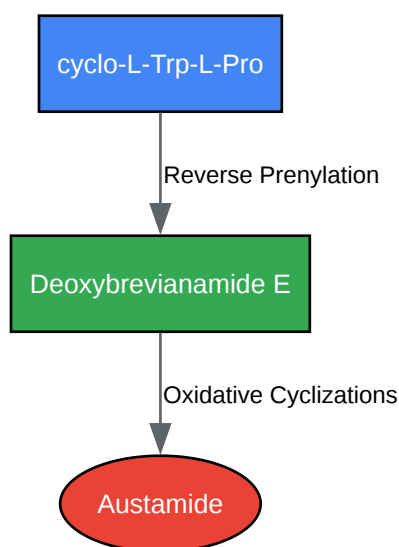 cyclo-L-Trp-L-Pro
Reverse Prenylation
Deoxybrevianamide E
Oxidative Cyclizations
Austamide